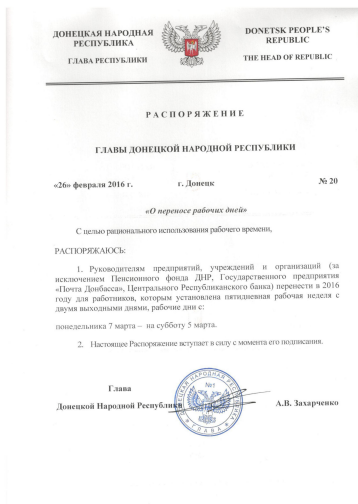 ДОНЕЦКАЯ НАРОДНАЯ
РЕСПУБЛИКА
ГЛАВА РЕСПУБЛИКИ
DONETSK PEOPLE'S
REPUBLIC
THE HEAD OF REPUBLIC
РАСПОРЯЖЕНИЕ
ГЛАВЫ ДОНЕЦКОЙ НАРОДНОЙ РЕСПУБЛИКИ
«26» февраля 2016 г. г. Донецк № 20
«О переносе рабочих дней»
С целью рационального использования рабочего времени,
РАСПОРЯЖАЮСЬ:
1. Руководителям предприятий, учреждений и организаций (за
исключением Пенсионного фонда ДНР, Государственного предприятия
«Почта Донбасса», Центрального Республиканского банка) перенести в 2016
году для работников, которым установлена пятидневная рабочая неделя с
двумя выходными днями, рабочие дни с:
понедельника 7 марта – на субботу 5 марта.
2. Настоящее Распоряжение вступает в силу с момента его подписания.
Глава
Донецкой Народной Республики А.В. Захарченко
№1
ГЛАВА